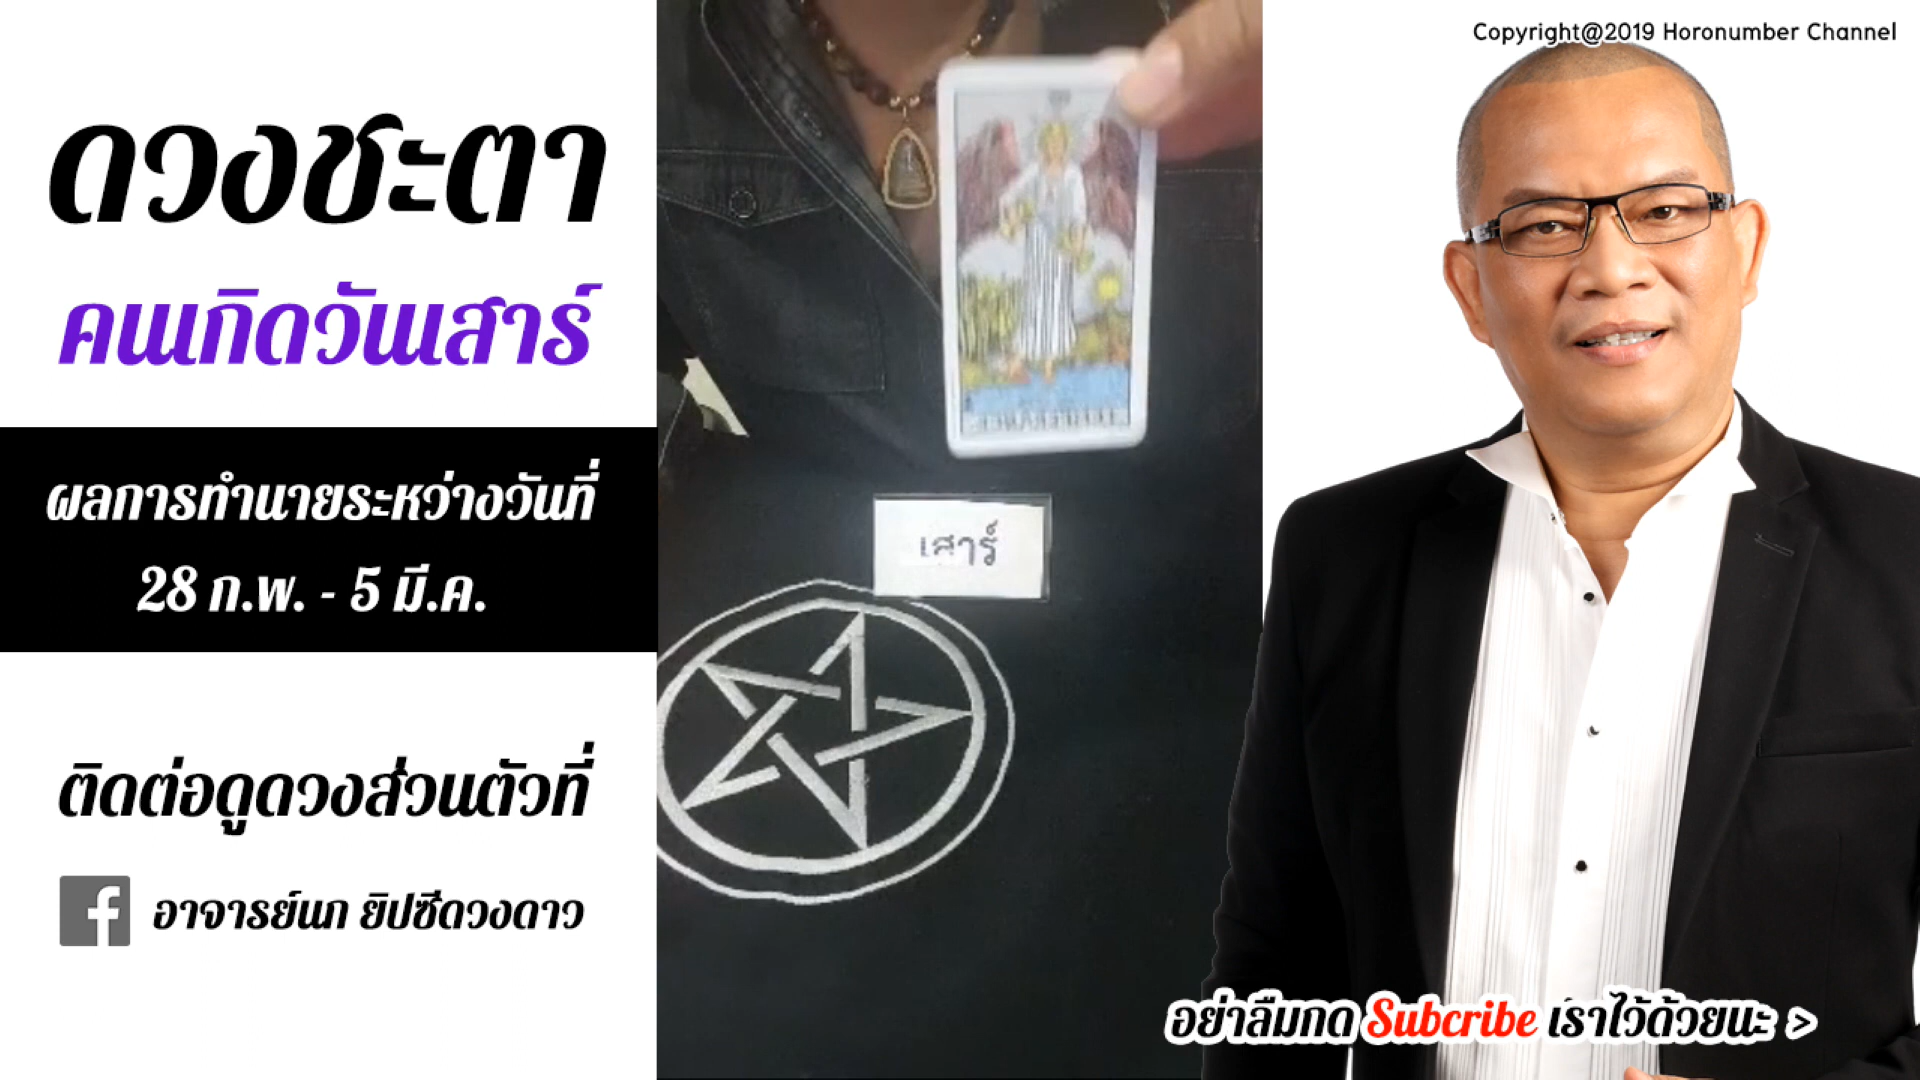 Copyright@2019 Horonumber Channel
ดวงชะตา
คนเกิดวันเสาร์
ผลการทำนายระหว่างวันที่
28 ก.พ. - 5 มี.ค.
เสาร์
ติดต่อดูดวงส่วนตัวที่
อาจารย์นภ ยิปซีดวงดาว
อย่าลืมกด Subcribe เราไว้ด้วยนะ >